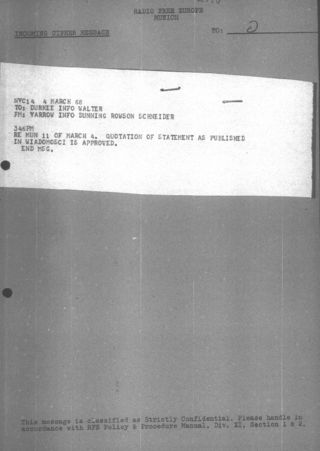 RADIO FREE EUROPE
MUNICH
INCOMING CIPHER MESSAGE
TO: 2
NYC14 4 MARCH 68
TO: DURKEE INFO WALTER
FM: YARROW INFO DUNNING ROWSON SCHNEIDER
346PM
RE MUN 11 OF MARCH 4. QUOTATION OF STATEMENT AS PUBLISHED
IN WIADOMOSCI IS APPROVED.
END MSG.
This message is classified as Strictly Confidential. Please handle in
accordance with RFE Policy & Procedure Manual, Div. XI, Section 1 & 2.